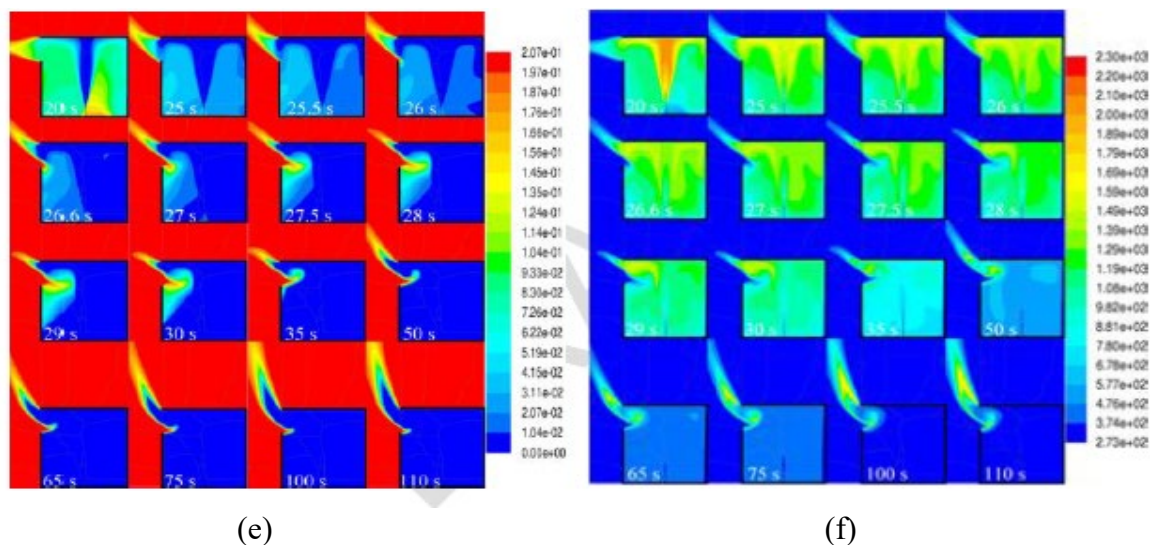 20 s 25 s 25.5 s 26 s
26.6 s 27 s 27.5 s 28 s
29 s 30 s 35 s 50 s
65 s 75 s 100 s 110 s
2.07e-01
1.97e-01
1.87e-01
1.76e-01
1.66e-01
1.56e-01
1.45e-01
1.35e-01
1.24e-01
1.14e-01
1.04e-01
9.33e-02
8.30e-02
7.26e-02
6.22e-02
5.19e-02
4.15e-02
3.11e-02
2.07e-02
1.04e-02
0.00e+00
(e)
20 s 25 s 25.5 s 26 s
26.6 s 27 s 27.5 s 28 s
29 s 30 s 35 s 50 s
65 s 75 s 100 s 110 s
2.30e+03
2.20e+03
2.10e+03
2.00e+03
1.89e+03
1.79e+03
1.69e+03
1.59e+03
1.49e+03
1.39e+03
1.29e+03
1.19e+03
1.08e+03
9.82e+02
8.81e+02
7.80e+02
6.78e+02
5.77e+02
4.76e+02
3.74e+02
2.73e+02
(f)